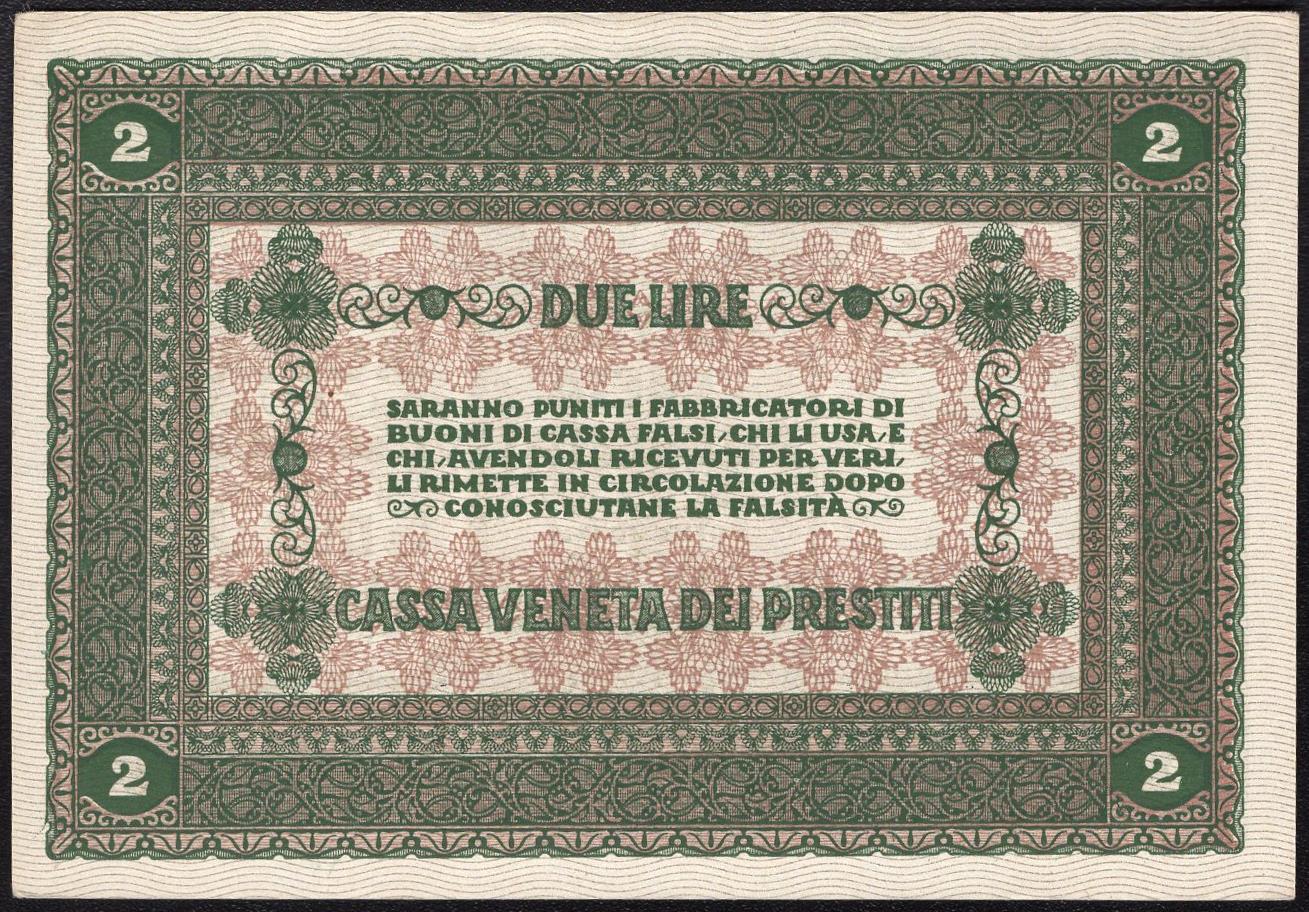 2 2
DUE LIRE
SARANNO PUNITI I FABBRICATORI DI
BUONI DI CASSA FALSI, CHI LI USA, E
CHI, AVENDOLI RICEVUTI PER VERI,
LI RIMETTE IN CIRCOLAZIONE DOPO
CONOSCIUTANE LA FALSITÀ
CASSA VENETA DEI PRESTITI
2 2